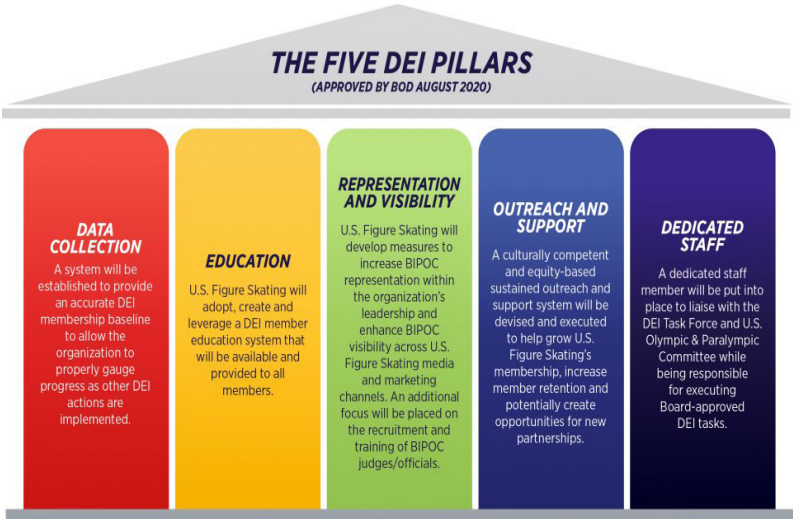 THE FIVE DEI PILLARS
(APPROVED BY BOD AUGUST 2020)
DATA
COLLECTION
A system will be
established to provide
an accurate DEI
membership baseline
to allow the
organization to
properly gauge
progress as other DEI
actions are
implemented.
EDUCATION
U.S. Figure Skating will
adopt, create and
leverage a DEI member
education system that
will be available and
provided to all
members.
REPRESENTATION
AND VISIBILITY
U.S. Figure Skating will
develop measures to
increase BIPOC
representation within
the organization's
leadership and
enhance BIPOC
visibility across U.S.
Figure Skating media
and marketing
channels. An additional
focus will be placed on
the recruitment and
training of BIPOC
judges/officials.
OUTREACH AND
SUPPORT
A culturally competent
and equity-based
sustained outreach and
support system will be
devised and executed
to help grow U.S.
Figure Skating's
membership, increase
member retention and
potentially create
opportunities for new
partnerships.
DEDICATED
STAFF
A dedicated staff
member will be put into
place to liaise with the
DEI Task Force and U.S.
Olympic & Paralympic
Committee while
being responsible
for executing
Board-approved
DEI tasks.